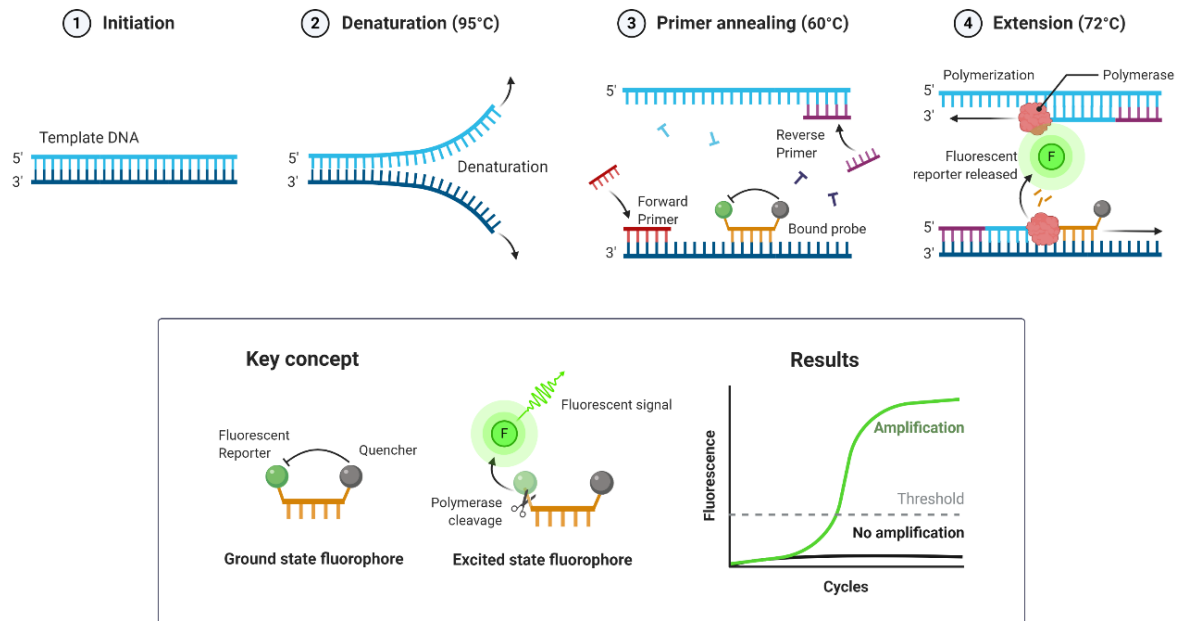 1 Initiation
2 Denaturation (95°C)
3 Primer annealing (60°C)
4 Extension (72°C)
Template DNA
5'
3'
5'
3'
Denaturation
5'
Reverse
Primer
Forward
Primer
Bound probe
3'
Polymerization
Polymerase
5'
3'
F
Fluorescent
reporter released
5'
3'
Key concept
Fluorescent
Reporter
Quencher
Ground state fluorophore
F
Fluorescent signal
Polymerase
cleavage
Excited state fluorophore
Results
Fluorescence
Amplification
Threshold
No amplification
Cycles